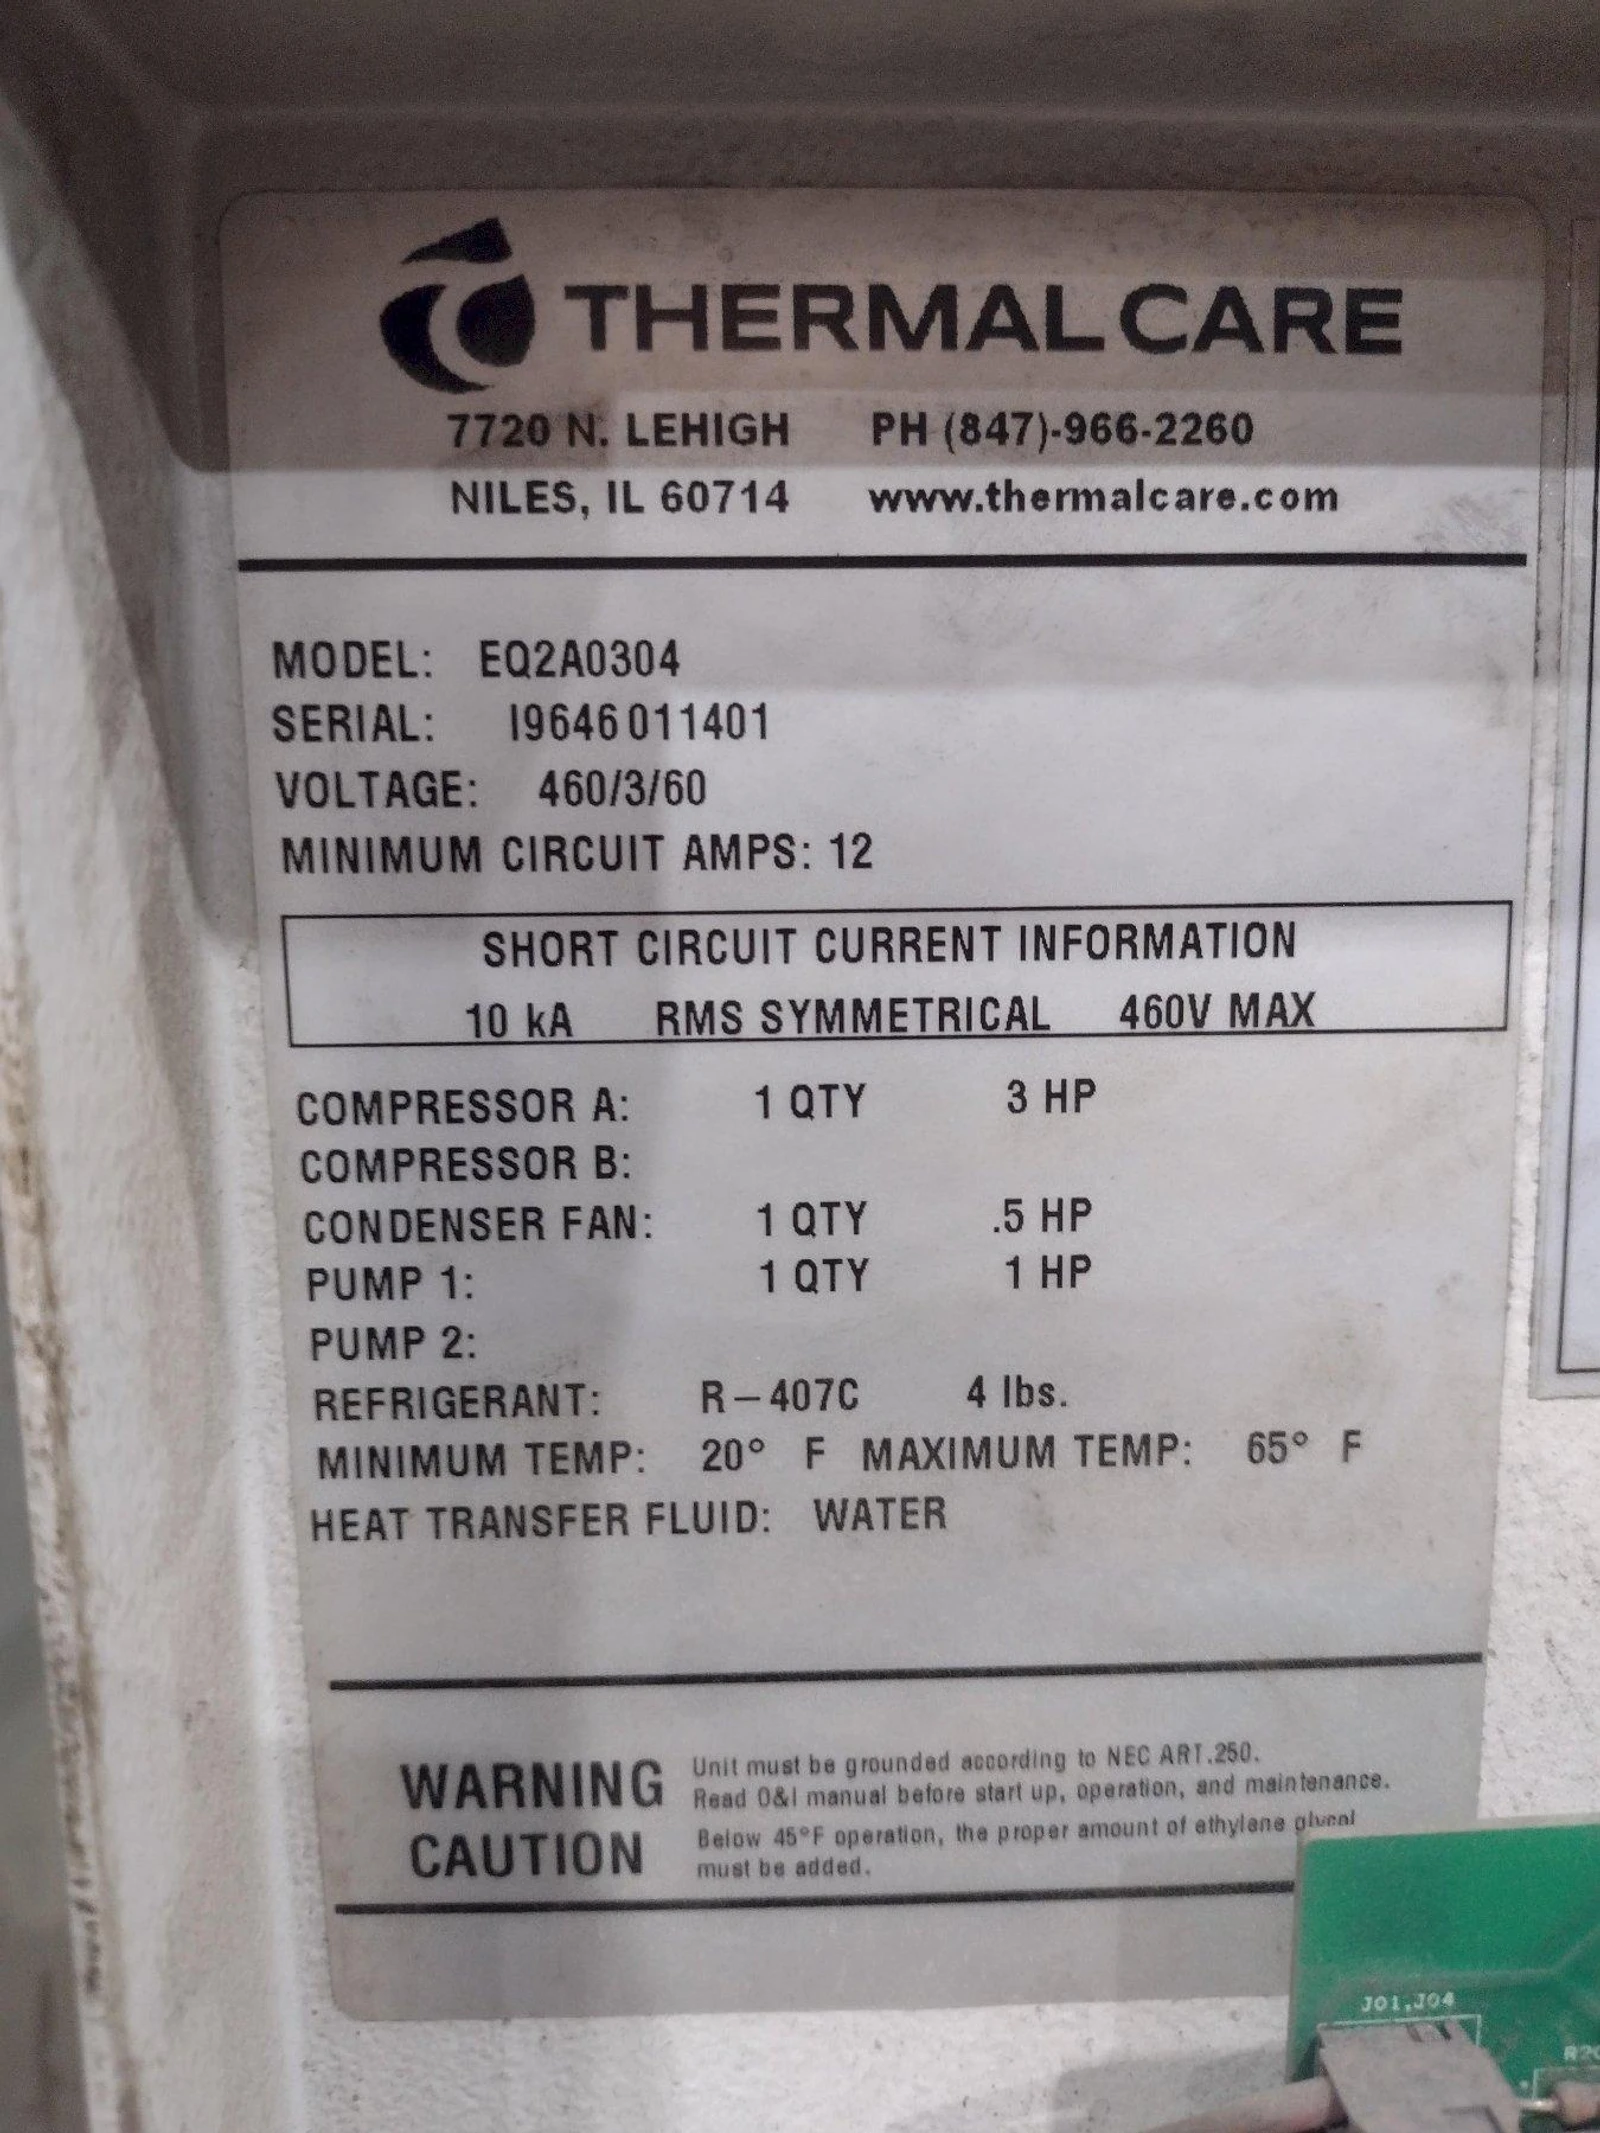 THERMAL CARE
7720 N. LEHIGH PH (847)-966-2260
NILES, IL 60714 www.thermalcare.com
MODEL: EQ2A0304
SERIAL: I9646011401
VOLTAGE: 460/3/60
MINIMUM CIRCUIT AMPS: 12
SHORT CIRCUIT CURRENT INFORMATION
10 kA RMS SYMMETRICAL 460V MAX
COMPRESSOR A: 1 QTY 3 HP
COMPRESSOR B:
CONDENSER FAN: 1 QTY .5 HP
PUMP 1: 1 QTY 1 HP
PUMP 2:
REFRIGERANT: R-407C 4 lbs.
MINIMUM TEMP: 20° F MAXIMUM TEMP: 65° F
HEAT TRANSFER FLUID: WATER
WARNING Unit must be grounded according to NEC ART.250.
Read O&I manual before start up, operation, and maintenance.
CAUTION Below 45°F operation, the proper amount of ethylene glycol
must be added.
J01,J04